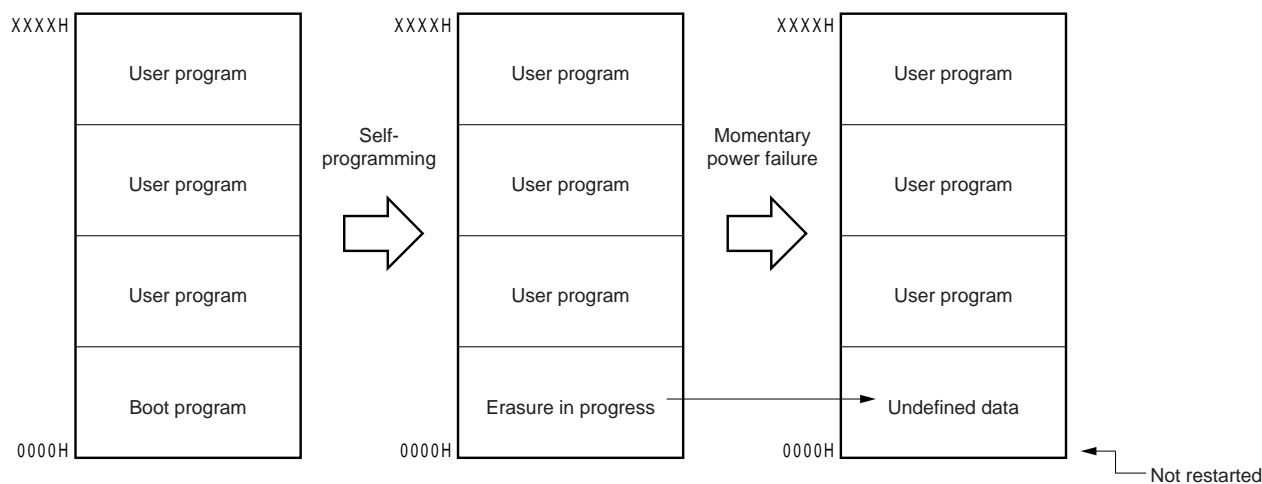 XXXXH
User program
User program
User program
Boot program
0000H
Self-
programming
XXXXH
User program
User program
User program
Erasure in progress
0000H
Momentary
power failure
XXXXH
User program
User program
User program
Undefined data
0000H
Not restarted